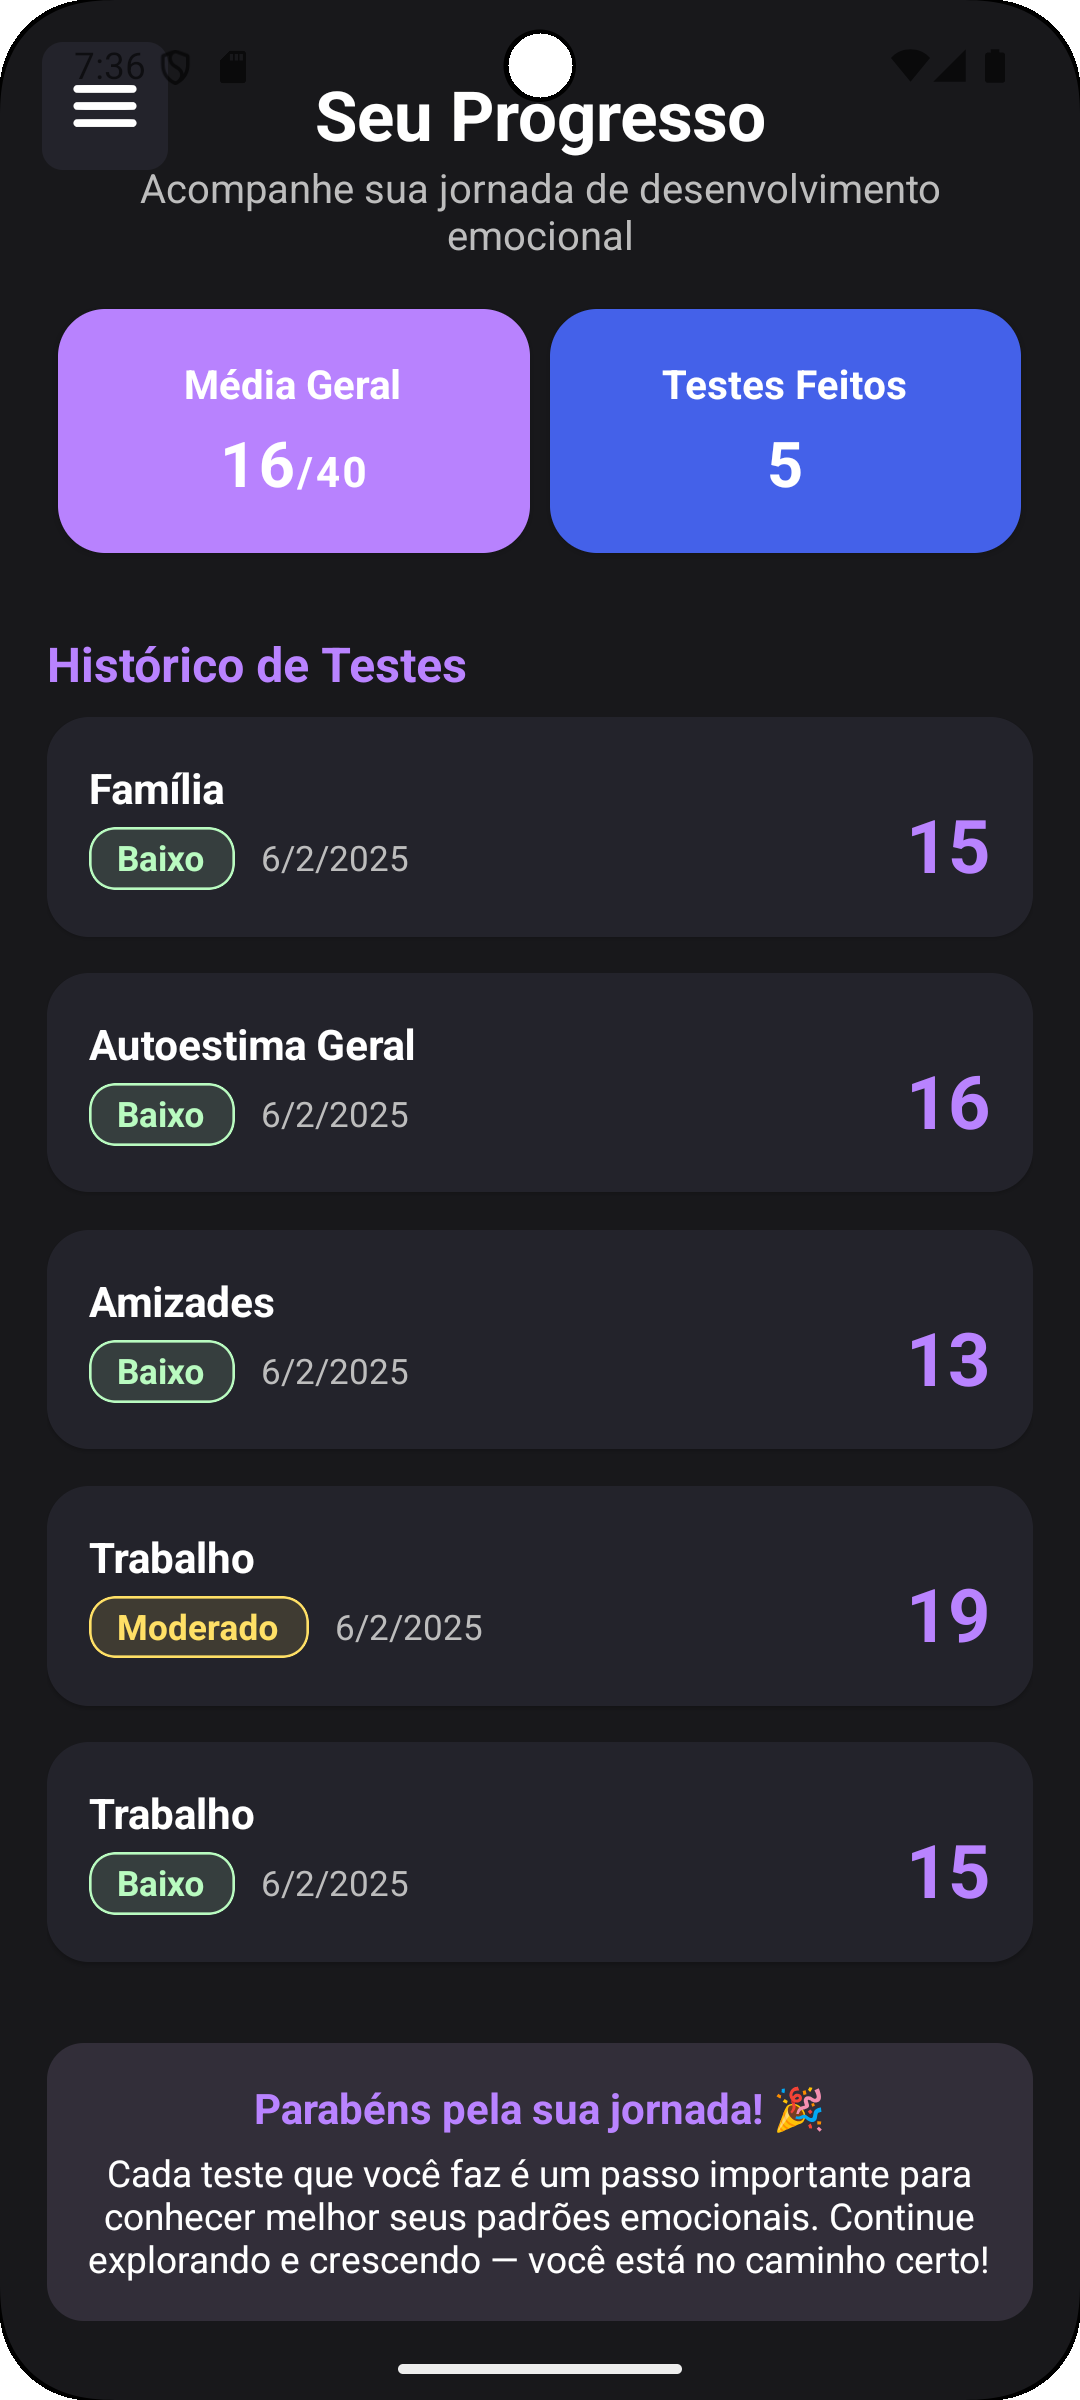 7:36
Seu Progresso
Acompanhe sua jornada de desenvolvimento
emocional
Média Geral
16/40
Testes Feitos
5
Histórico de Testes
Família
Baixo 6/2/2025
15
Autoestima Geral
Baixo 6/2/2025
16
Amizades
Baixo 6/2/2025
13
Trabalho
Moderado 6/2/2025
19
Trabalho
Baixo 6/2/2025
15
Parabéns pela sua jornada! 🎉
Cada teste que você faz é um passo importante para
conhecer melhor seus padrões emocionais. Continue
explorando e crescendo — você está no caminho certo!